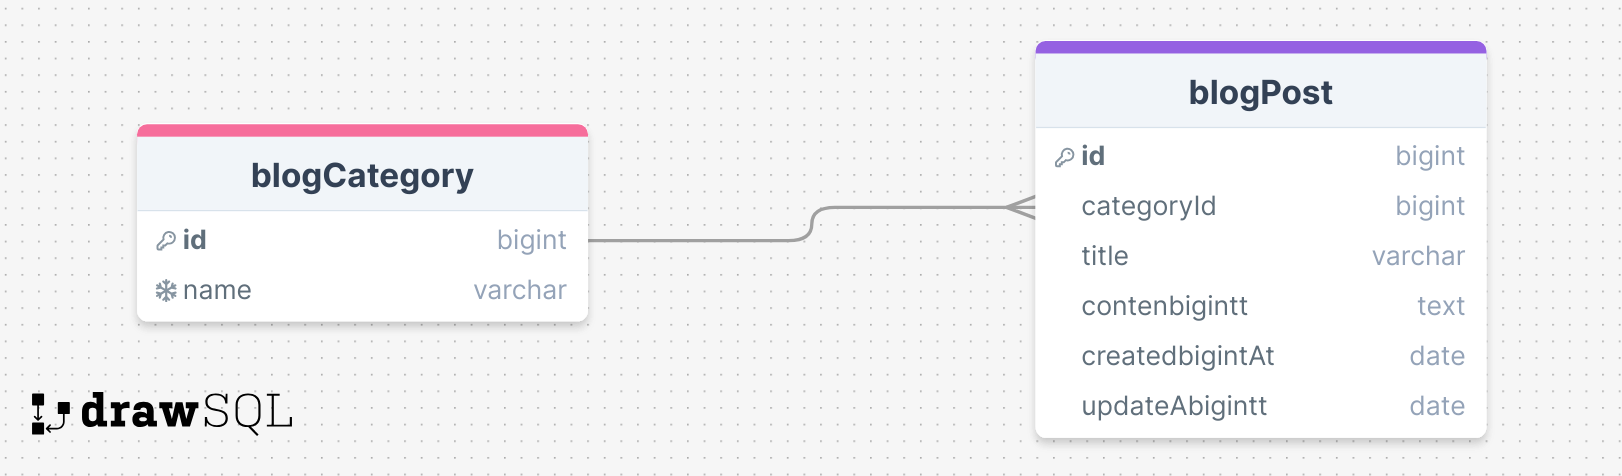 blogCategory
id bigint
name varchar
blogPost
id bigint
categoryId bigint
title varchar
contenbigintt text
createdbigintAt date
updateAbigintt date
drawSQL